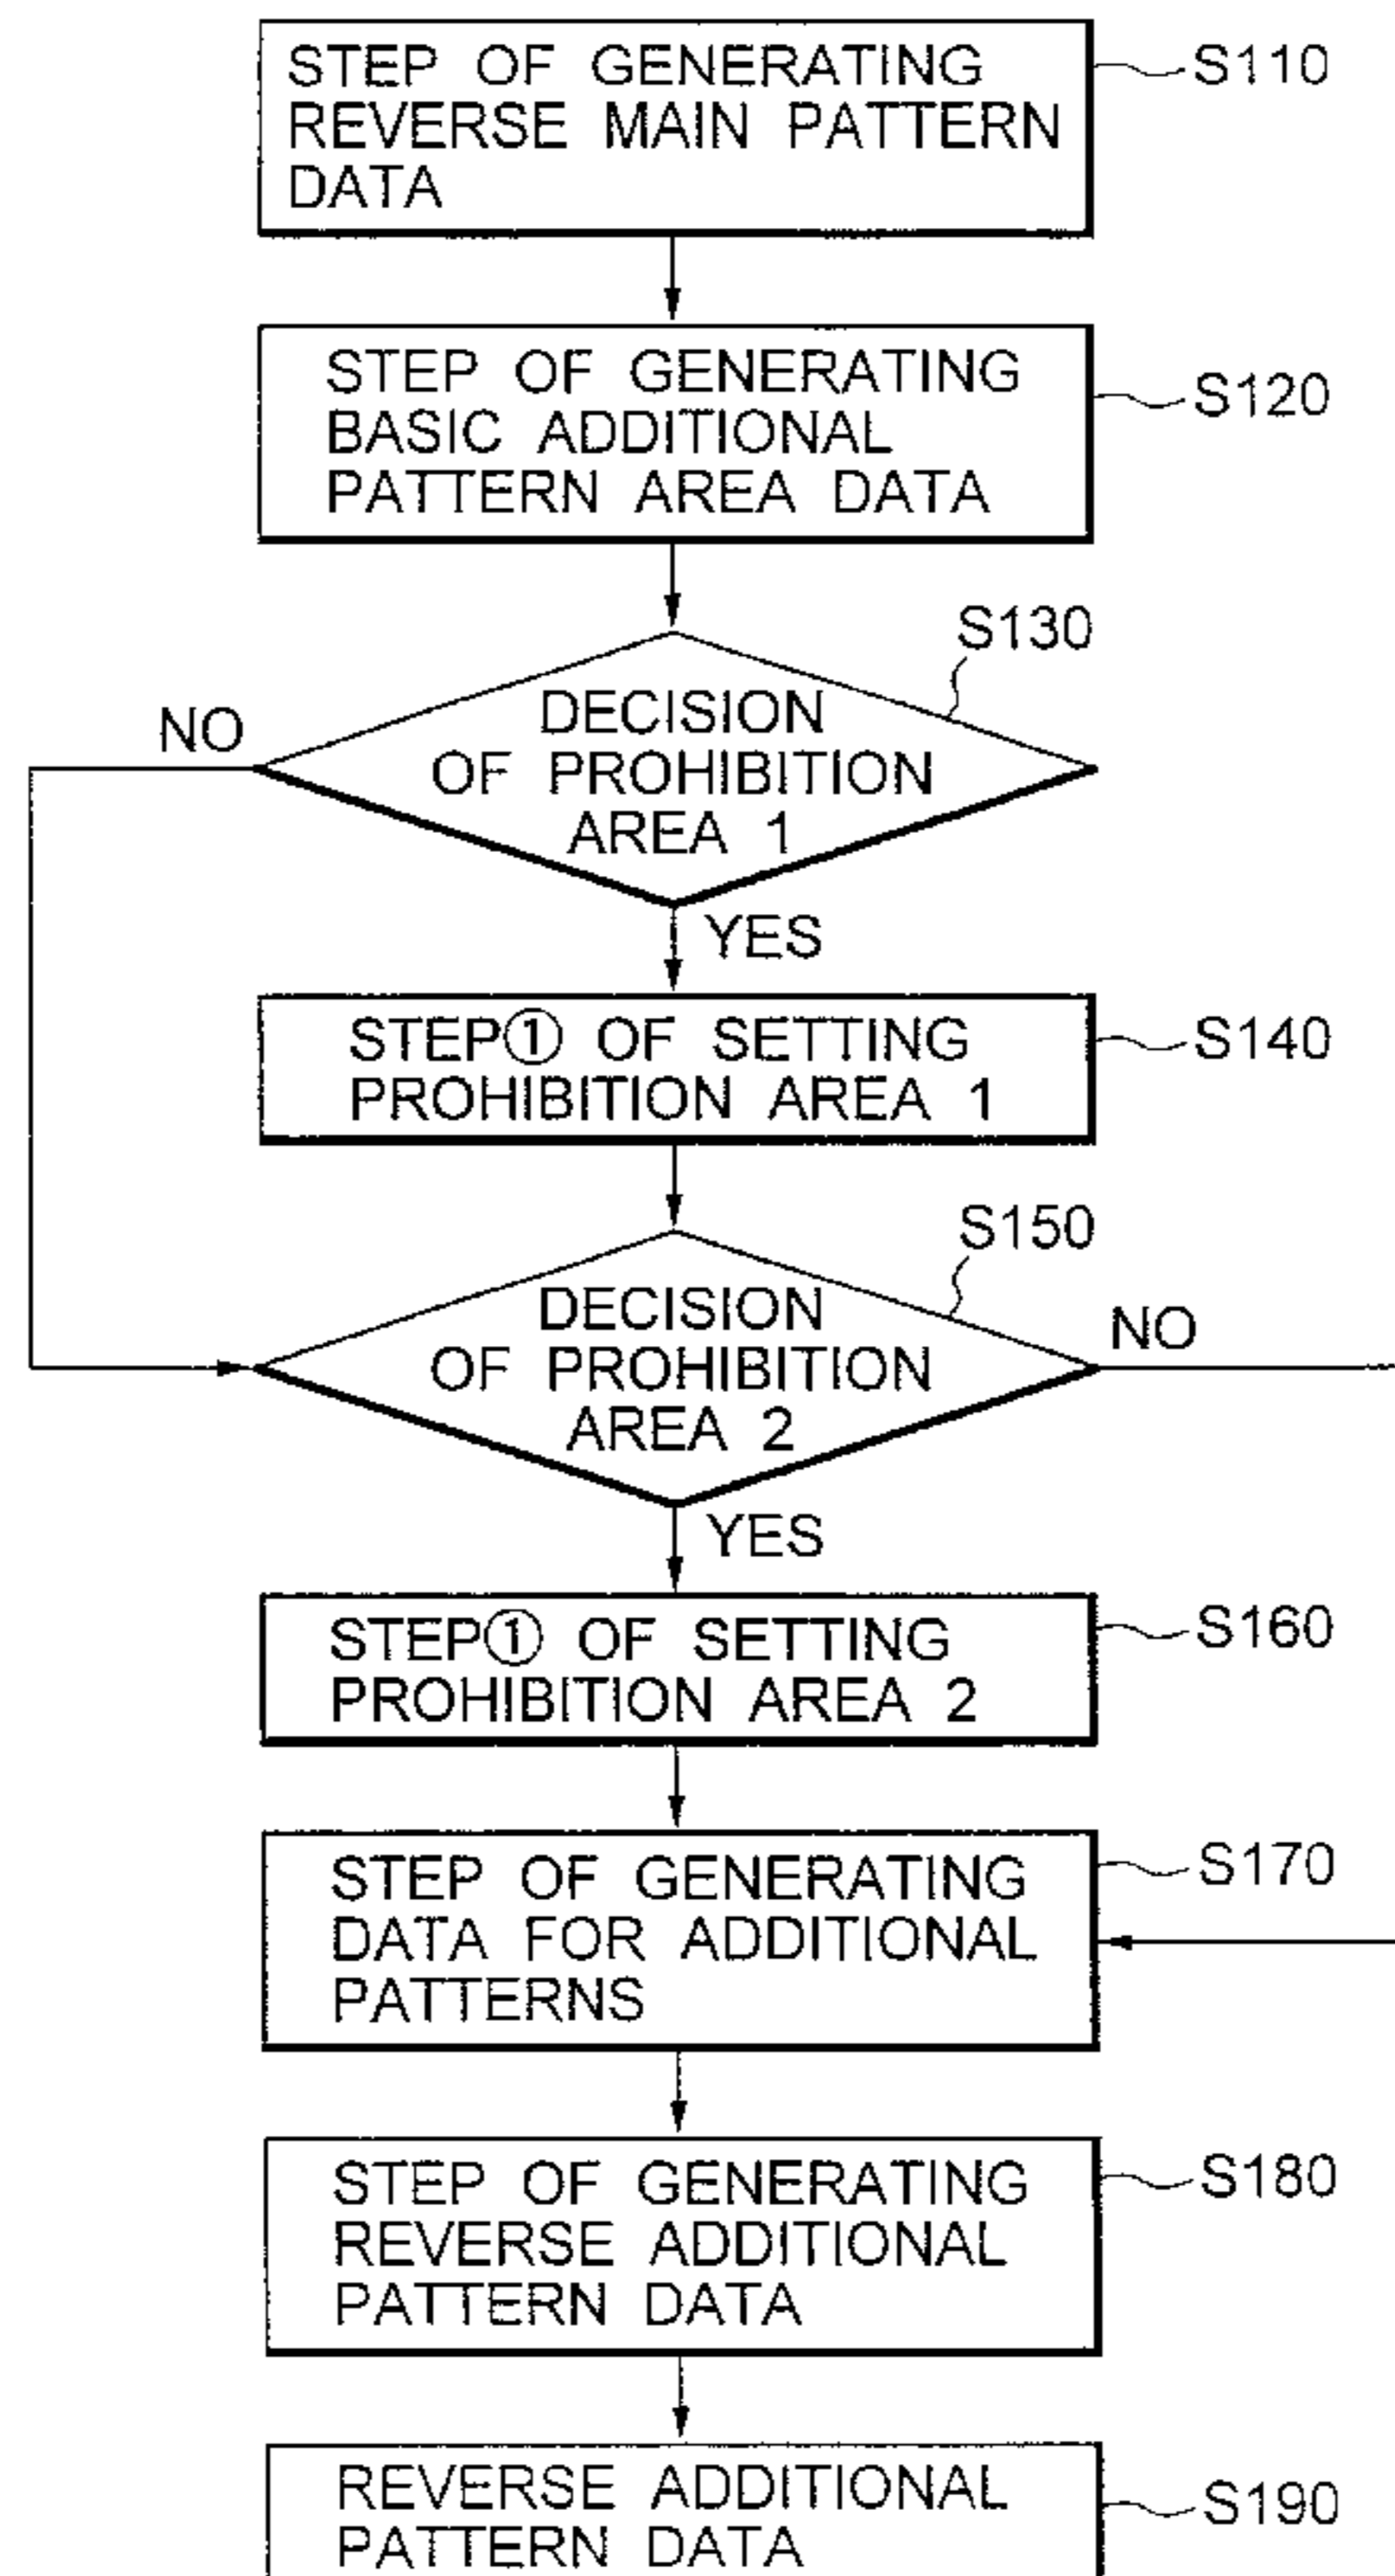 STEP OF GENERATING
REVERSE MAIN PATTERN
DATA
S110
STEP OF GENERATING
BASIC ADDITIONAL
PATTERN AREA DATA
S120
S130
NO
DECISION
OF PROHIBITION
AREA 1
YES
STEP① OF SETTING
PROHIBITION AREA 1
S140
S150
DECISION
OF PROHIBITION
AREA 2
NO
YES
STEP① OF SETTING
PROHIBITION AREA 2
S160
STEP OF GENERATING
DATA FOR ADDITIONAL
PATTERNS
S170
STEP OF GENERATING
REVERSE ADDITIONAL
PATTERN DATA
S180
REVERSE ADDITIONAL
PATTERN DATA
S190